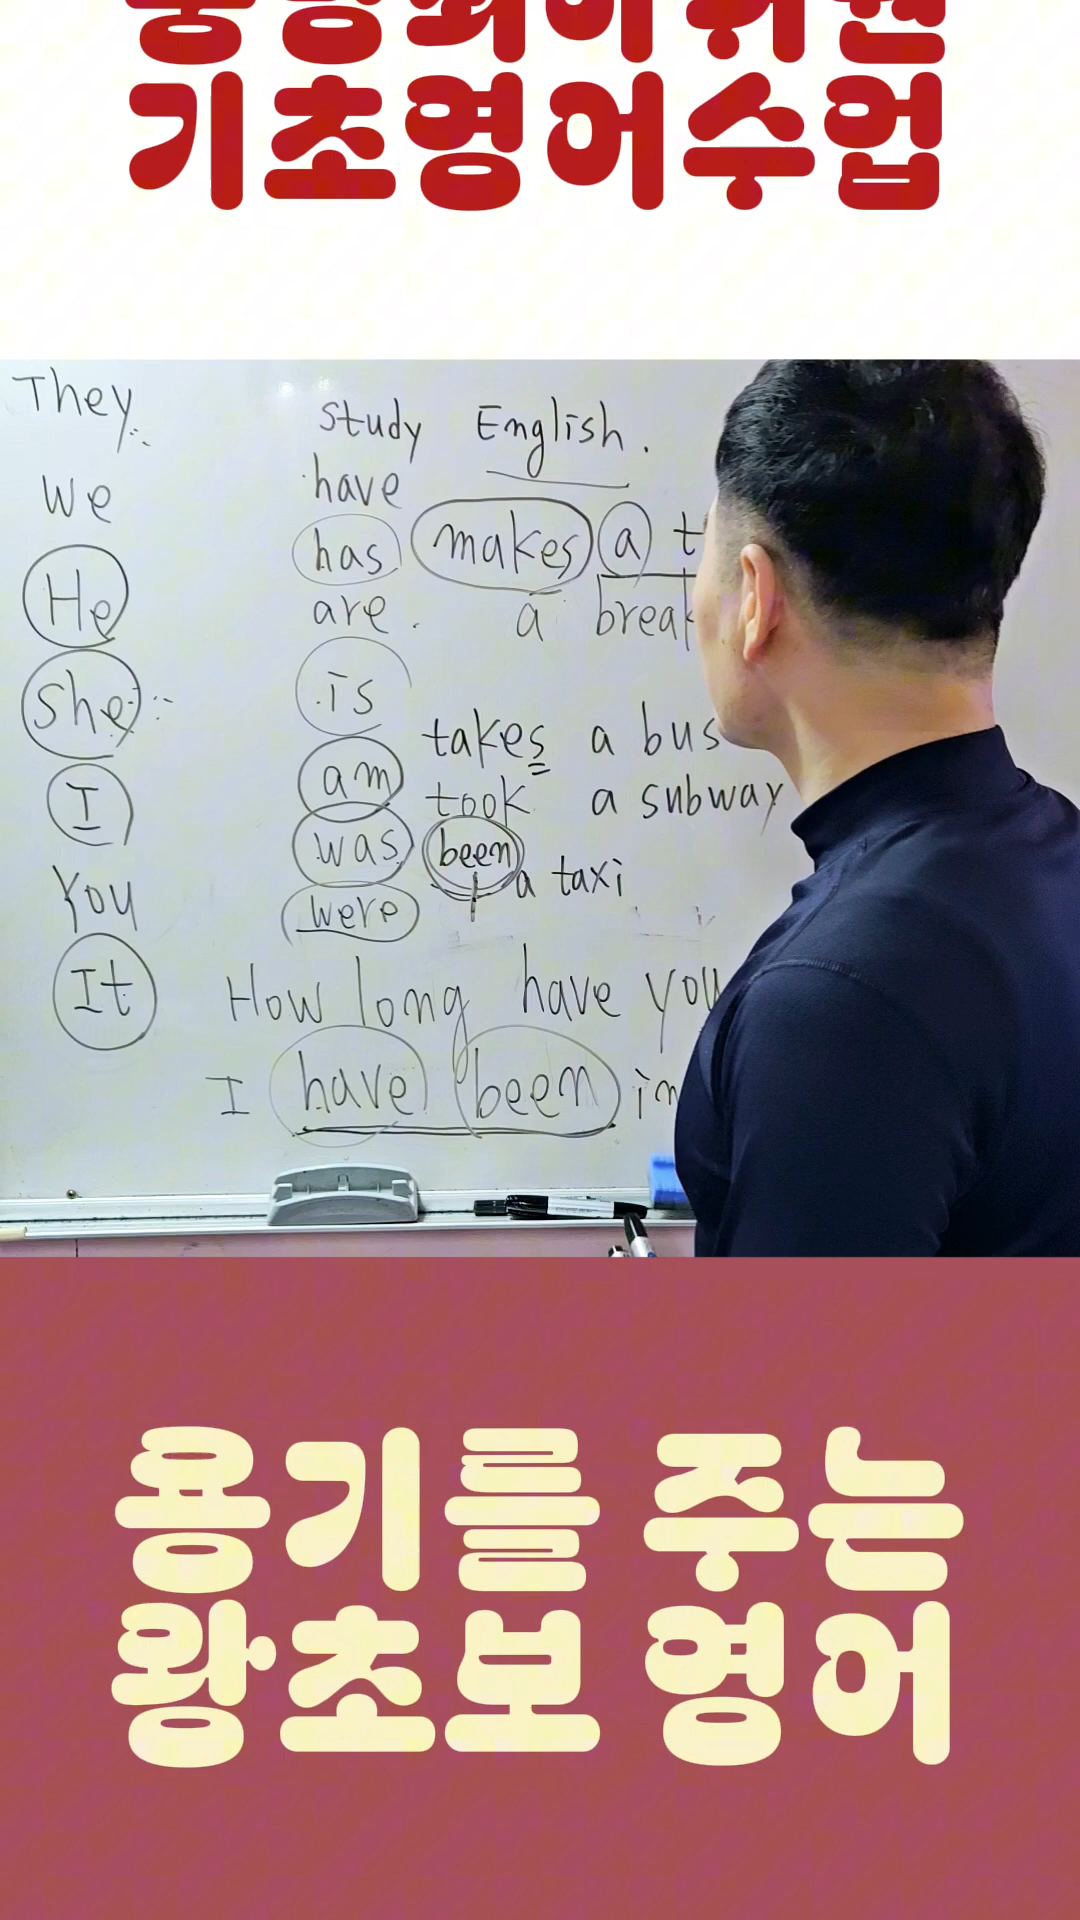 기초영어수업
They
study English.
we
have
has makes a
He
are. a
she
is
takes a bus
am
I
took a subway
was been
a taxi
You
were
It
How long have you
I have been
용기를 주는
왕초보 영어